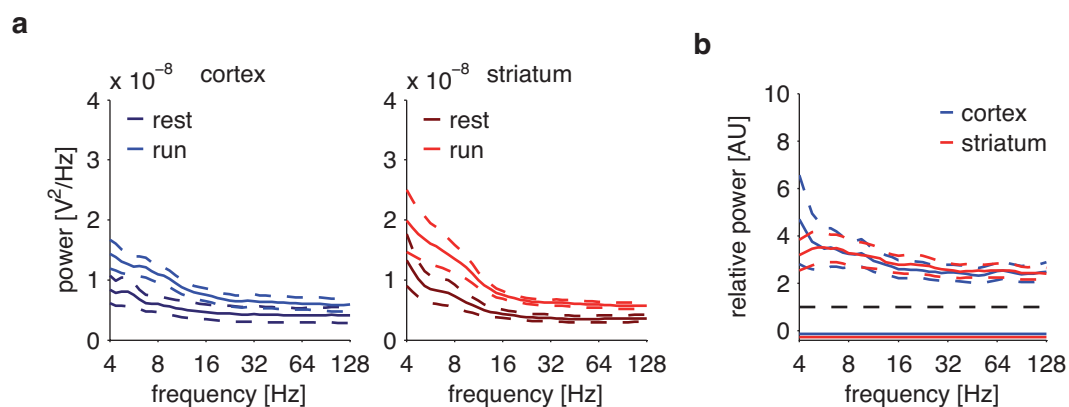 a
x 10⁻⁸ cortex
power [V²/Hz]
4
3
2
1
0
rest
run
4 8 16 32 64 128
frequency [Hz]
x 10⁻⁸ striatum
4
3
2
1
0
rest
run
4 8 16 32 64 128
frequency [Hz]
b
relative power [AU]
10
8
6
4
2
0
cortex
striatum
4 8 16 32 64 128
frequency [Hz]